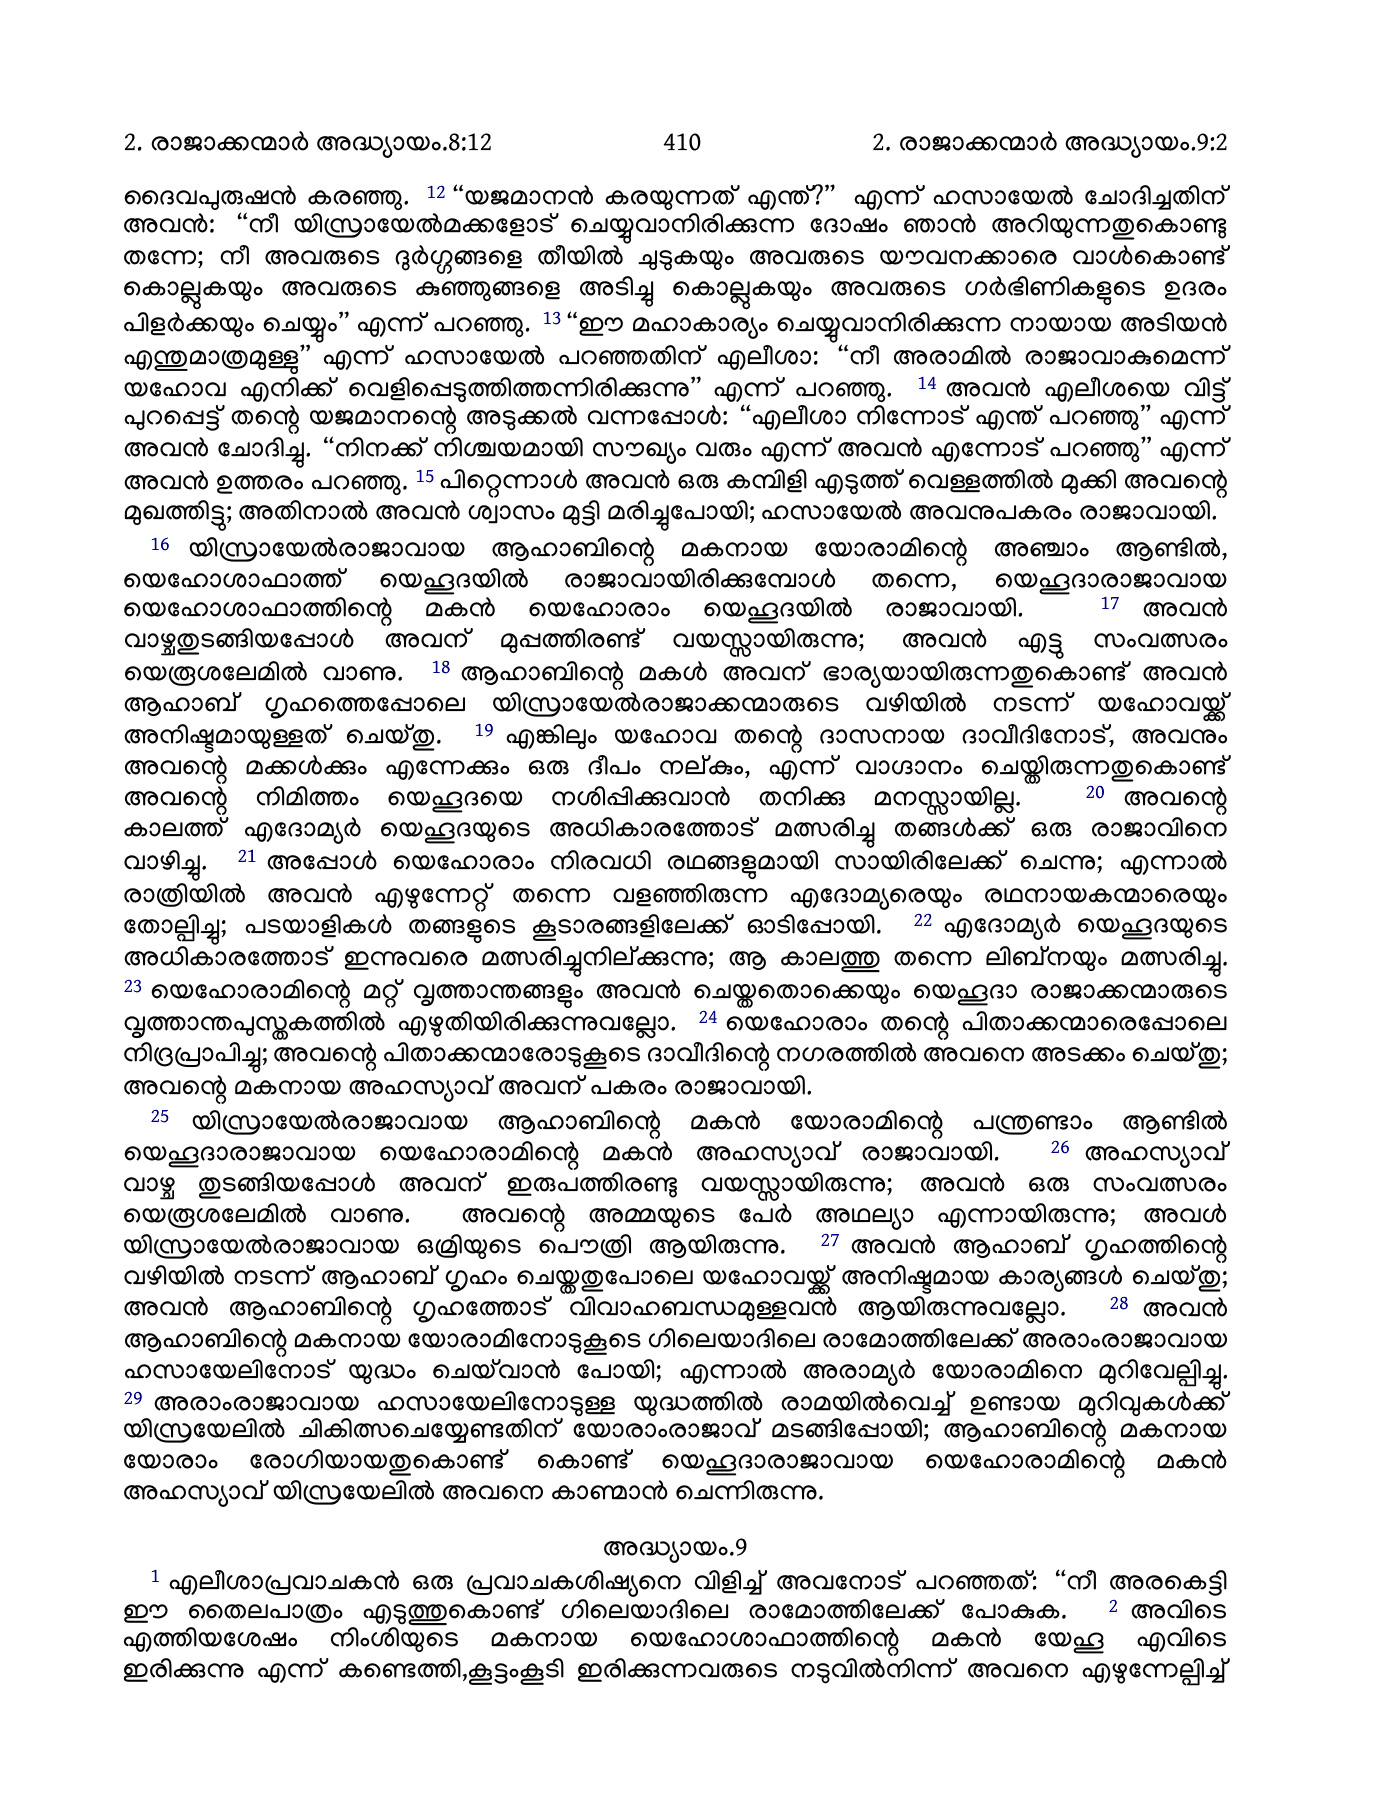 2. രാജാക്കന്മാർ അദ്ധ്യായം.8:12 410 2. രാജാക്കന്മാർ അദ്ധ്യായം.9:2
ദൈവപുരുഷൻ കരഞ്ഞു. 12 “യജമാനൻ കരയുന്നത് എന്ത്?” എന്ന് ഹസായേൽ ചോദിച്ചതിന്
അവൻ: “നീ യിസ്രായേൽമക്കളോട് ചെയ്യുവാനിരിക്കുന്ന ദോഷം ഞാൻ അറിയുന്നതുകൊണ്ടു
തന്നേ; നീ അവരുടെ ദുർഗ്ഗങ്ങളെ തീയിൽ ചുടുകയും അവരുടെ യൗവനക്കാരെ വാൾകൊണ്ട്
കൊല്ലുകയും അവരുടെ കുഞ്ഞുങ്ങളെ അടിച്ചു കൊല്ലുകയും അവരുടെ ഗർഭിണികളുടെ ഉദരം
പിളർക്കയും ചെയ്യും” എന്ന് പറഞ്ഞു. 13 “ഈ മഹാകാര്യം ചെയ്യുവാനിരിക്കുന്ന നായായ അടിയൻ
എന്തുമാത്രമുള്ളു” എന്ന് ഹസായേൽ പറഞ്ഞതിന് എലീശാ: “നീ അരാമിൽ രാജാവാകുമെന്ന്
യഹോവ എനിക്ക് വെളിപ്പെടുത്തിത്തന്നിരിക്കുന്നു” എന്ന് പറഞ്ഞു. 14 അവൻ എലീശയെ വിട്ട്
പുറപ്പെട്ട് തന്റെ യജമാനന്റെ അടുക്കൽ വന്നപ്പോൾ: “എലീശാ നിന്നോട് എന്ത് പറഞ്ഞു” എന്ന്
അവൻ ചോദിച്ചു. “നിനക്ക് നിശ്ചയമായി സൗഖ്യം വരും എന്ന് അവൻ എന്നോട് പറഞ്ഞു” എന്ന്
അവൻ ഉത്തരം പറഞ്ഞു. 15 പിറ്റെന്നാൾ അവൻ ഒരു കമ്പിളി എടുത്ത് വെള്ളത്തിൽ മുക്കി അവന്റെ
മുഖത്തിട്ടു; അതിനാൽ അവൻ ശ്വാസം മുട്ടി മരിച്ചുപോയി; ഹസായേൽ അവനുപകരം രാജാവായി.
16 യിസ്രായേൽരാജാവായ ആഹാബിന്റെ മകനായ യോരാമിന്റെ അഞ്ചാം ആണ്ടിൽ,
യെഹോശാഫാത്ത് യെഹൂദയിൽ രാജാവായിരിക്കുമ്പോൾ തന്നെ, യെഹൂദാരാജാവായ
യെഹോശാഫാത്തിന്റെ മകൻ യെഹോരാം യെഹൂദയിൽ രാജാവായി. 17 അവൻ
വാഴ്ചതുടങ്ങിയപ്പോൾ അവന് മുപ്പത്തിരണ്ട് വയസ്സായിരുന്നു; അവൻ എട്ടു സംവത്സരം
യെരൂശലേമിൽ വാണു. 18 ആഹാബിന്റെ മകൾ അവന് ഭാര്യയായിരുന്നതുകൊണ്ട് അവൻ
ആഹാബ് ഗൃഹത്തെപ്പോലെ യിസ്രായേൽരാജാക്കന്മാരുടെ വഴിയിൽ നടന്ന് യഹോവയ്ക്ക്
അനിഷ്ടമായുള്ളത് ചെയ്തു. 19 എങ്കിലും യഹോവ തന്റെ ദാസനായ ദാവീദിനോട്, അവനും
അവന്റെ മക്കൾക്കും എന്നേക്കും ഒരു ദീപം നല്കും, എന്ന് വാഗ്ദാനം ചെയ്തിരുന്നതുകൊണ്ട്
അവന്റെ നിമിത്തം യെഹൂദയെ നശിപ്പിക്കുവാൻ തനിക്കു മനസ്സായില്ല. 20 അവന്റെ
കാലത്ത് എദോമ്യർ യെഹൂദയുടെ അധികാരത്തോട് മത്സരിച്ചു തങ്ങൾക്ക് ഒരു രാജാവിനെ
വാഴിച്ചു. 21 അപ്പോൾ യെഹോരാം നിരവധി രഥങ്ങളുമായി സായിരിലേക്ക് ചെന്നു; എന്നാൽ
രാത്രിയിൽ അവൻ എഴുന്നേറ്റ് തന്നെ വളഞ്ഞിരുന്ന എദോമ്യരെയും രഥനായകന്മാരെയും
തോല്പിച്ചു; പടയാളികൾ തങ്ങളുടെ കൂടാരങ്ങളിലേക്ക് ഓടിപ്പോയി. 22 എദോമ്യർ യെഹൂദയുടെ
അധികാരത്തോട് ഇന്നുവരെ മത്സരിച്ചുനില്ക്കുന്നു; ആ കാലത്തു തന്നെ ലിബ്നയും മത്സരിച്ചു.
23 യെഹോരാമിന്റെ മറ്റ് വൃത്താന്തങ്ങളും അവൻ ചെയ്തതൊക്കെയും യെഹൂദാ രാജാക്കന്മാരുടെ
വൃത്താന്തപുസ്തകത്തിൽ എഴുതിയിരിക്കുന്നുവല്ലോ. 24 യെഹോരാം തന്റെ പിതാക്കന്മാരെപ്പോലെ
നിദ്രപ്രാപിച്ചു; അവന്റെ പിതാക്കന്മാരോടുകൂടെ ദാവീദിന്റെ നഗരത്തിൽ അവനെ അടക്കം ചെയ്തു;
അവന്റെ മകനായ അഹസ്യാവ് അവന് പകരം രാജാവായി.
25 യിസ്രായേൽരാജാവായ ആഹാബിന്റെ മകൻ യോരാമിന്റെ പന്ത്രണ്ടാം ആണ്ടിൽ
യെഹൂദാരാജാവായ യെഹോരാമിന്റെ മകൻ അഹസ്യാവ് രാജാവായി. 26 അഹസ്യാവ്
വാഴ്ച തുടങ്ങിയപ്പോൾ അവന് ഇരുപത്തിരണ്ടു വയസ്സായിരുന്നു; അവൻ ഒരു സംവത്സരം
യെരൂശലേമിൽ വാണു. അവന്റെ അമ്മയുടെ പേർ അഥല്യാ എന്നായിരുന്നു; അവൾ
യിസ്രായേൽരാജാവായ ഒമ്രിയുടെ പൌത്രി ആയിരുന്നു. 27 അവൻ ആഹാബ് ഗൃഹത്തിന്റെ
വഴിയിൽ നടന്ന് ആഹാബ് ഗൃഹം ചെയ്തതുപോലെ യഹോവയ്ക്ക് അനിഷ്ടമായ കാര്യങ്ങൾ ചെയ്തു;
അവൻ ആഹാബിന്റെ ഗൃഹത്തോട് വിവാഹബന്ധമുള്ളവൻ ആയിരുന്നുവല്ലോ. 28 അവൻ
ആഹാബിന്റെ മകനായ യോരാമിനോടുകൂടെ ഗിലെയാദിലെ രാമോത്തിലേക്ക് അരാംരാജാവായ
ഹസായേലിനോട് യുദ്ധം ചെയ്‌വാൻ പോയി; എന്നാൽ അരാമ്യർ യോരാമിനെ മുറിവേല്പിച്ചു.
29 അരാംരാജാവായ ഹസായേലിനോടുള്ള യുദ്ധത്തിൽ രാമയിൽവെച്ച് ഉണ്ടായ മുറിവുകൾക്ക്
യിസ്രയേലിൽ ചികിത്സചെയ്യേണ്ടതിന് യോരാംരാജാവ് മടങ്ങിപ്പോയി; ആഹാബിന്റെ മകനായ
യോരാം രോഗിയായതുകൊണ്ട് കൊണ്ട് യെഹൂദാരാജാവായ യെഹോരാമിന്റെ മകൻ
അഹസ്യാവ് യിസ്രയേലിൽ അവനെ കാണ്മാൻ ചെന്നിരുന്നു.
അദ്ധ്യായം.9
1 എലീശാപ്രവാചകൻ ഒരു പ്രവാചകശിഷ്യനെ വിളിച്ച് അവനോട് പറഞ്ഞത്: “നീ അരകെട്ടി
ഈ തൈലപാത്രം എടുത്തുകൊണ്ട് ഗിലെയാദിലെ രാമോത്തിലേക്ക് പോകുക. 2 അവിടെ
എത്തിയശേഷം നിംശിയുടെ മകനായ യെഹോശാഫാത്തിന്റെ മകൻ യേഹൂ എവിടെ
ഇരിക്കുന്നു എന്ന് കണ്ടെത്തി,കൂട്ടംകൂടി ഇരിക്കുന്നവരുടെ നടുവിൽനിന്ന് അവനെ എഴുന്നേല്പിച്ച്